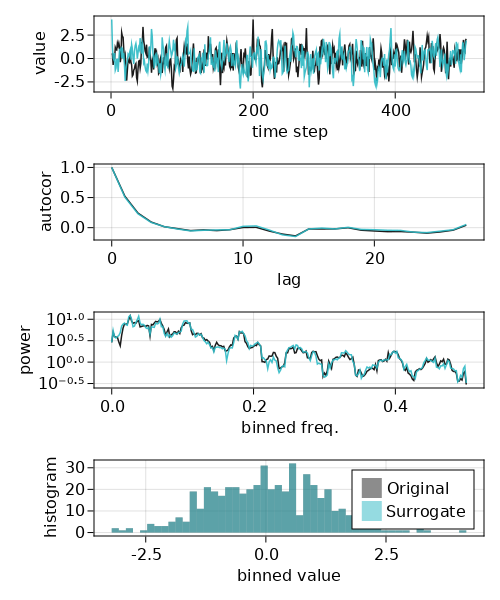 value
2.5
0.0
-2.5
0 200 400
time step
autocor
1.0
0.5
0.0
0 10 20
lag
power
10¹·⁰
10⁰·⁵
10⁰·⁰
10⁻⁰·⁵
0.0 0.2 0.4
binned freq.
histogram
30
20
10
0
Original
Surrogate
-2.5 0.0 2.5
binned value